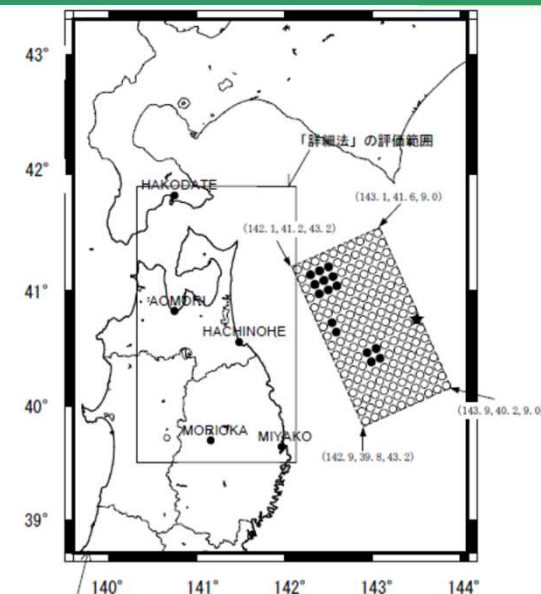 43°
「詳細法」の評価範囲
42°
HAKODATE
(143.1, 41.6, 9.0)
(142.1, 41.2, 43.2)
41°
AOMORI
HACHINOHE
40°
(143.9, 40.2, 9.0)
MORIOKA
MIYAKO
(142.9, 39.8, 43.2)
39°
140° 141° 142° 143° 144°